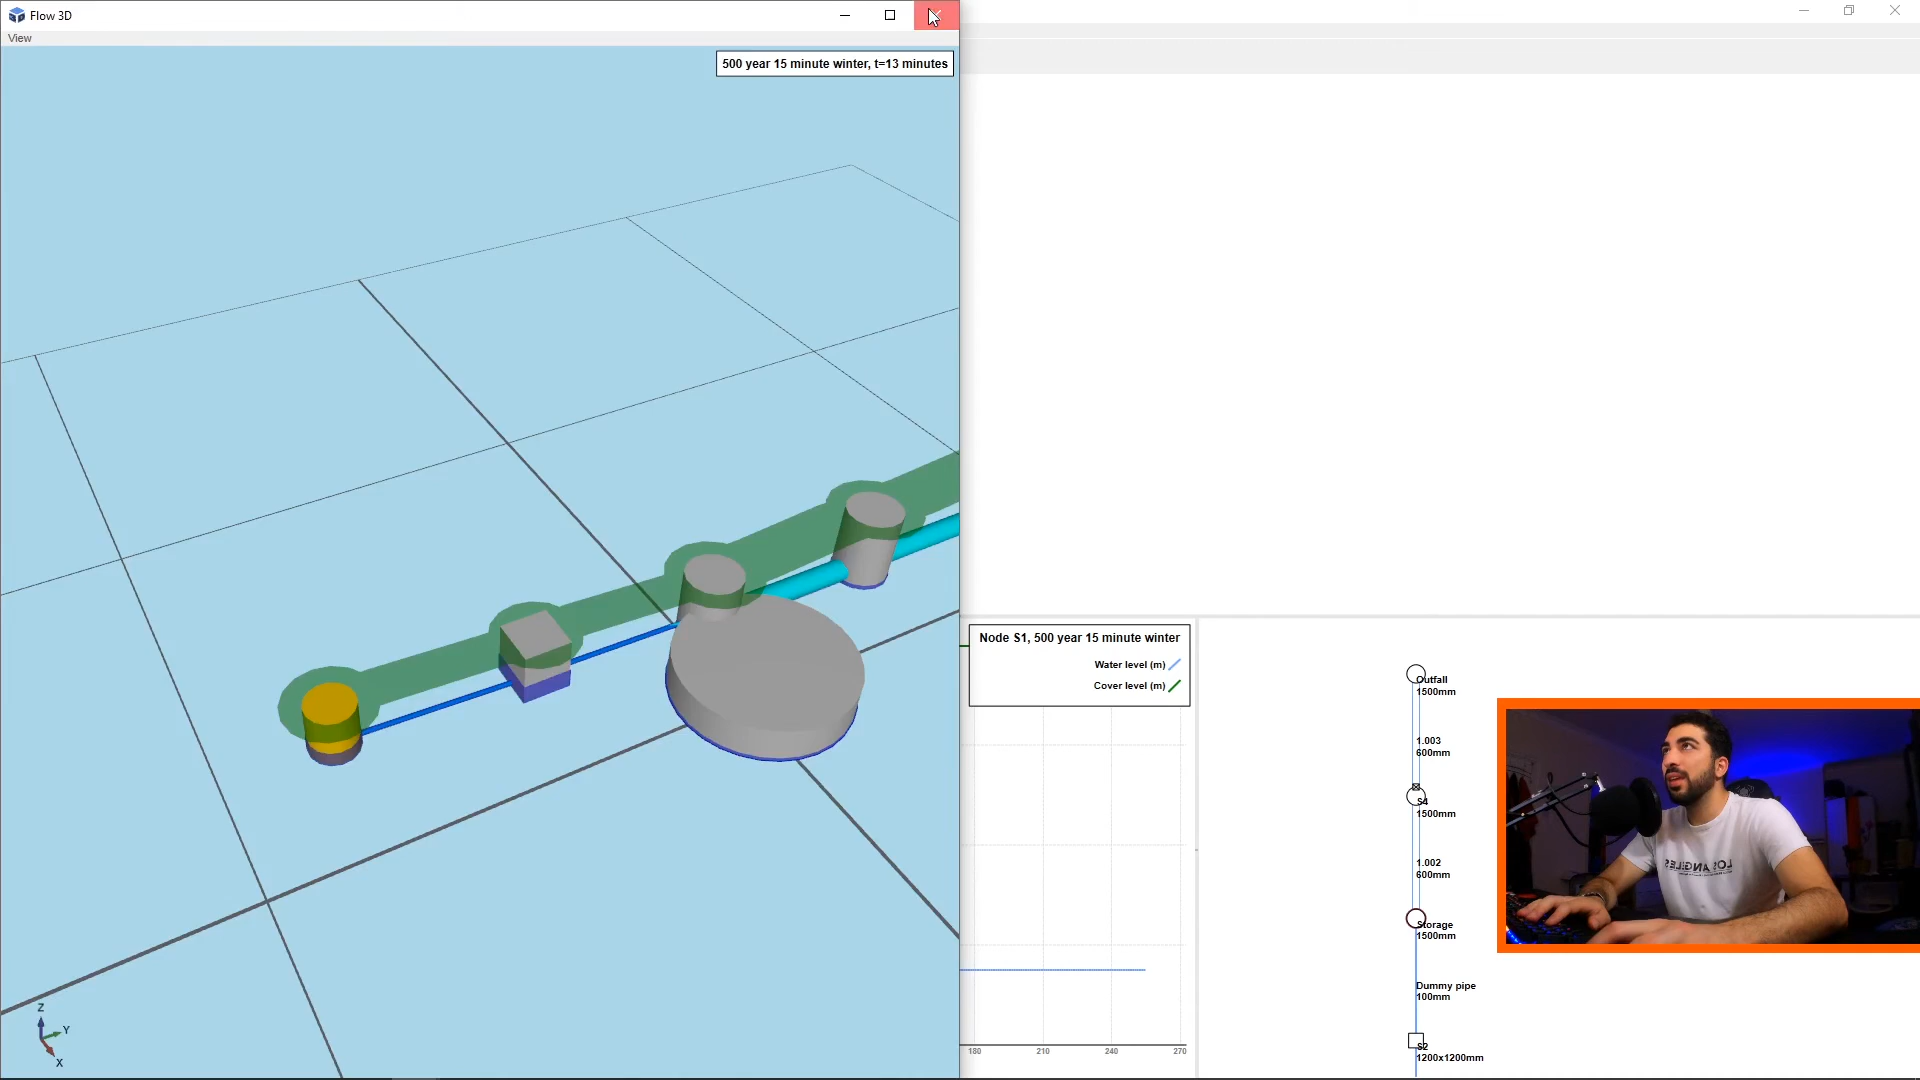 Flow 3D
View
500 year 15 minute winter, t=13 minutes
Z
Y
X
Node S1, 500 year 15 minute winter
Water level (m)
Cover level (m)
180
210
240
270
Outfall
1500mm
1.003
600mm
S4
1500mm
1.002
600mm
Storage
1500mm
Dummy pipe
100mm
S2
1200x1200mm
LOS ANGELES